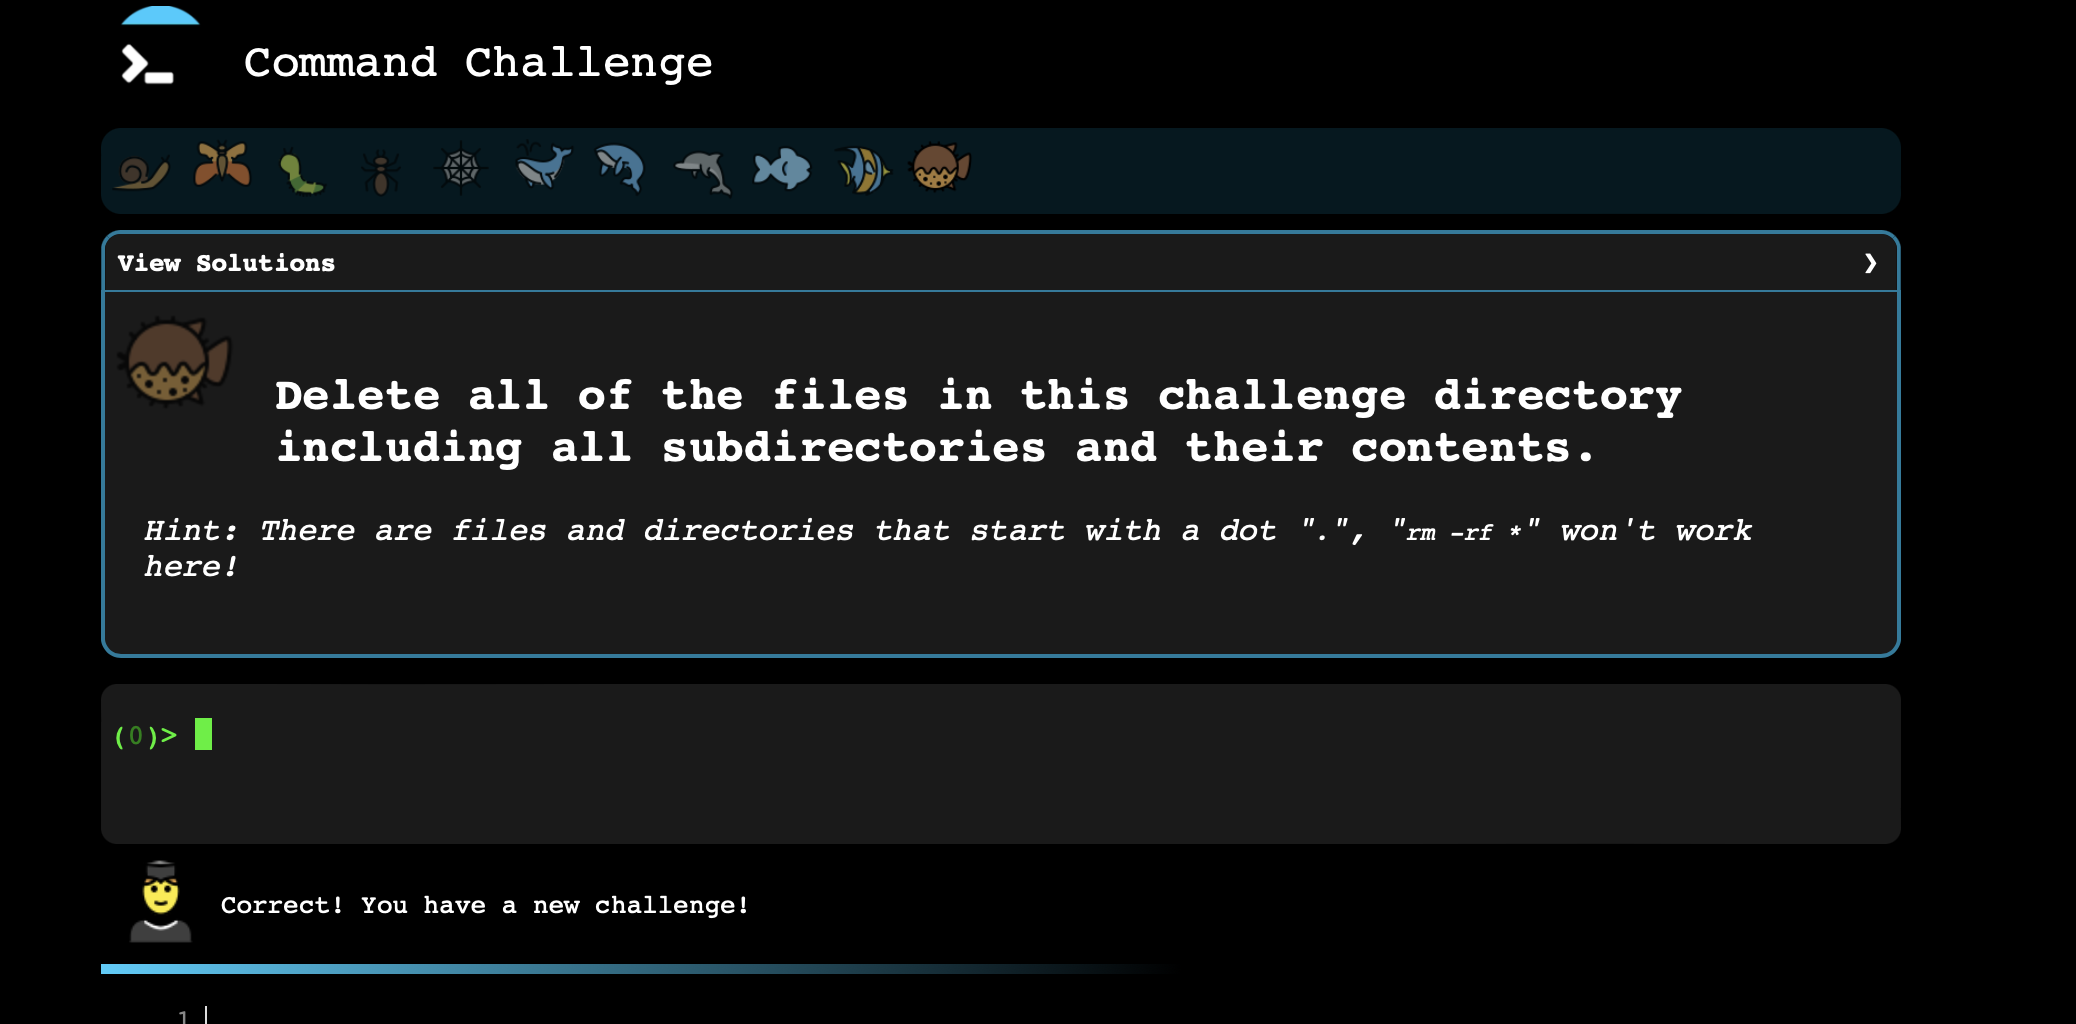 Command Challenge
View Solutions ❯
Delete all of the files in this challenge directory
including all subdirectories and their contents.
Hint: There are files and directories that start with a dot ".", "rm -rf *" won't work
here!
(0)>
Correct! You have a new challenge!
1